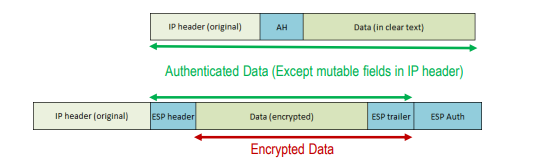 IP header (original) AH Data (in clear text)
Authenticated Data (Except mutable fields in IP header)
IP header (original) ESP header Data (encrypted) ESP trailer ESP Auth
Encrypted Data